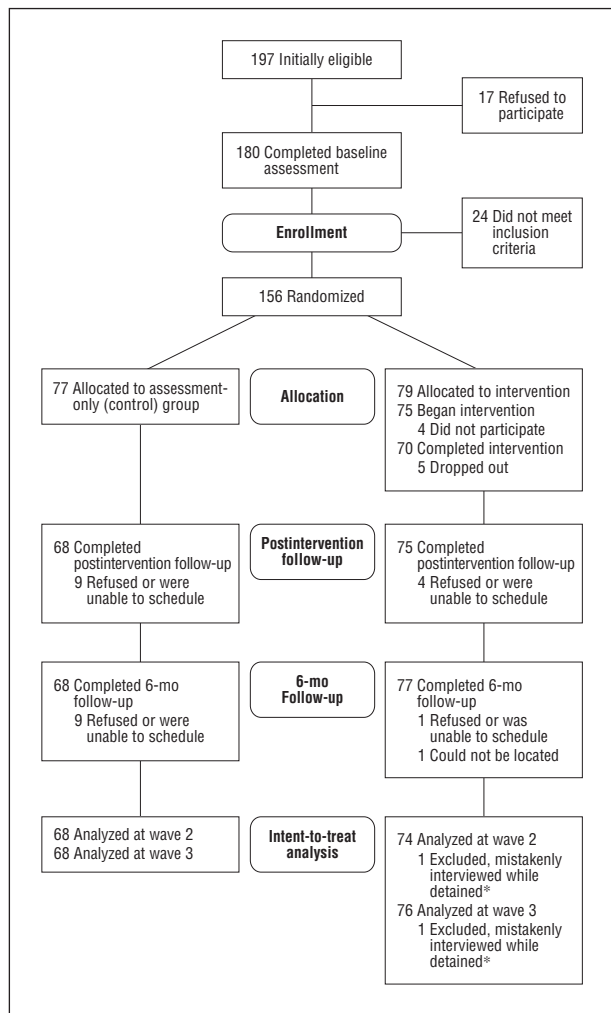 197 Initially eligible
17 Refused to
participate
180 Completed baseline
assessment
Enrollment
24 Did not meet
inclusion
criteria
156 Randomized
77 Allocated to assessment-
only (control) group
Allocation
79 Allocated to intervention
75 Began intervention
4 Did not participate
70 Completed intervention
5 Dropped out
68 Completed
postintervention follow-up
9 Refused or were
unable to schedule
Postintervention
follow-up
75 Completed
postintervention follow-up
4 Refused or were
unable to schedule
68 Completed 6-mo
follow-up
9 Refused or were
unable to schedule
6-mo
Follow-up
77 Completed 6-mo
follow-up
1 Refused or was
unable to schedule
1 Could not be located
68 Analyzed at wave 2
68 Analyzed at wave 3
Intent-to-treat
analysis
74 Analyzed at wave 2
1 Excluded, mistakenly
interviewed while
detained*
76 Analyzed at wave 3
1 Excluded, mistakenly
interviewed while
detained*